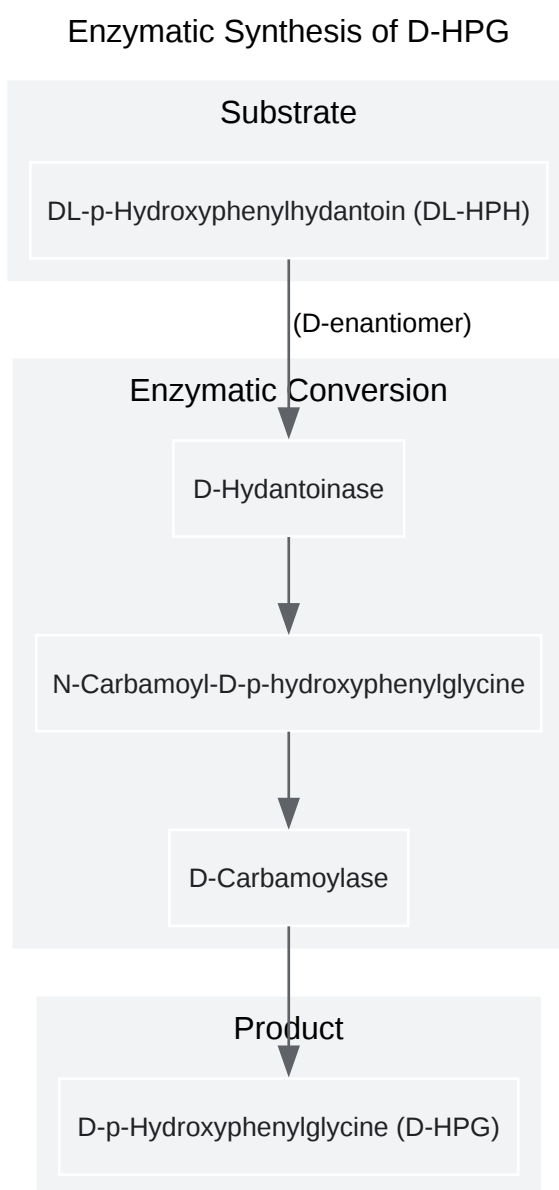 Enzymatic Synthesis of D-HPG
Substrate
DL-p-Hydroxyphenylhydantoin (DL-HPH)
(D-enantiomer)
Enzymatic Conversion
D-Hydantoinase
N-Carbamoyl-D-p-hydroxyphenylglycine
D-Carbamoylase
Product
D-p-Hydroxyphenylglycine (D-HPG)